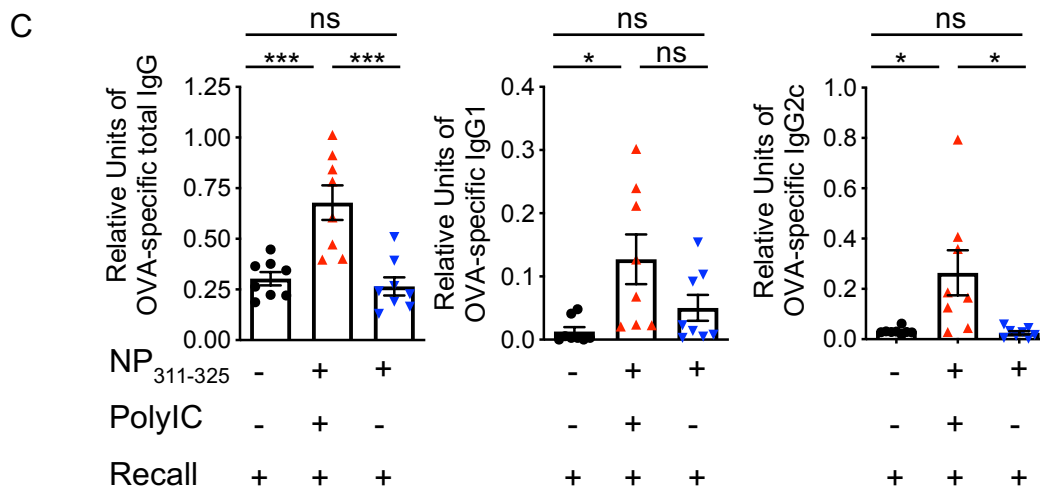 C
ns
*** ***
Relative Units of
OVA-specific total IgG
1.25
1.00
0.75
0.50
0.25
0.00
ns
* ns
Relative Units of
OVA-specific IgG1
0.4
0.3
0.2
0.1
0.0
ns
* *
Relative Units of
OVA-specific IgG2c
1.0
0.8
0.6
0.4
0.2
0.0
NP311-325 - + + - + + - + +
PolyIC - + - - + - - + -
Recall + + + + + + + + +